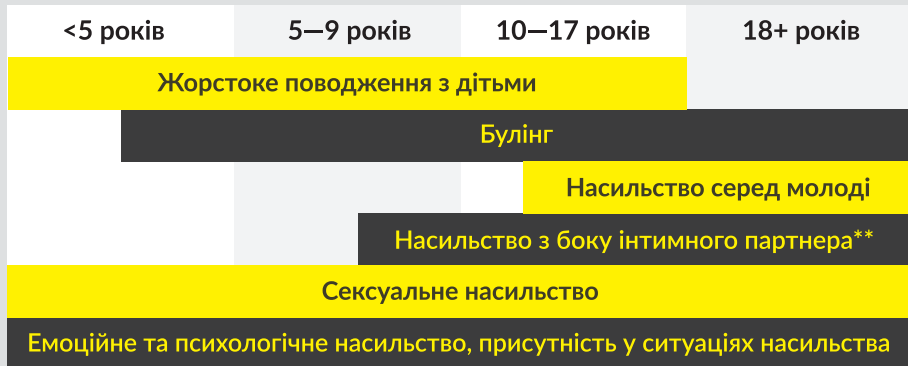 <5 років 5—9 років 10—17 років 18+ років
Жорстоке поводження з дітьми
Булінг
Насильство серед молоді
Насильство з боку інтимного партнера**
Сексуальне насильство
Емоційне та психологічне насильство, присутність у ситуаціях насильства